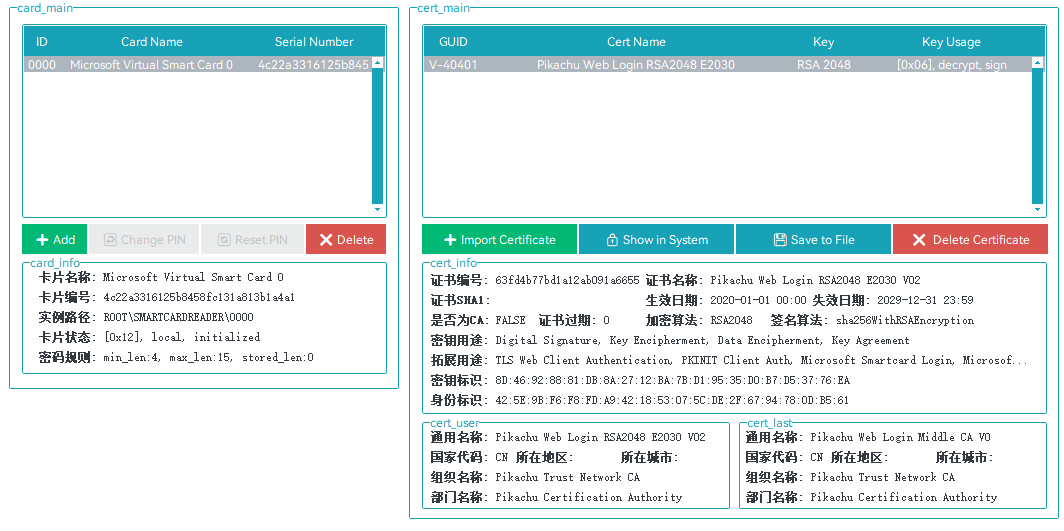 card_main
ID Card Name Serial Number
0000 Microsoft Virtual Smart Card 0 4c22a3316125b845
Add Change PIN Reset PIN Delete
card_info
卡片名称: Microsoft Virtual Smart Card 0
卡片编号: 4c22a3316125b8458fc131a813b1a4a1
实例路径: ROOT\SMARTCARDREADER\0000
卡片状态: [0x12], local, initialized
密码规则: min_len:4, max_len:15, stored_len:0
cert_main
GUID Cert Name Key Key Usage
V-40401 Pikachu Web Login RSA2048 E2030 RSA 2048 [0x06], decrypt, sign
Import Certificate Show in System Save to File Delete Certificate
cert_info
证书编号: 63fd4b77bd1a12ab091a6655 证书名称: Pikachu Web Login RSA2048 E2030 V02
证书SHA1: 生效日期: 2020-01-01 00:00 失效日期: 2029-12-31 23:59
是否为CA: FALSE 证书过期: 0 加密算法: RSA2048 签名算法: sha256WithRSAEncryption
密钥用途: Digital Signature, Key Encipherment, Data Encipherment, Key Agreement
拓展用途: TLS Web Client Authentication, PKINIT Client Auth, Microsoft Smartcard Login, Microsof...
密钥标识: 8D:46:92:88:81:DB:8A:27:12:BA:7B:D1:95:35:D0:B7:D5:37:76:EA
身份标识: 42:5E:9B:F6:F8:FD:A9:42:18:53:07:5C:DE:2F:67:94:78:0D:B5:61
cert_user
通用名称: Pikachu Web Login RSA2048 E2030 V02
国家代码: CN 所在地区: 所在城市:
组织名称: Pikachu Trust Network CA
部门名称: Pikachu Certification Authority
cert_last
通用名称: Pikachu Web Login Middle CA V0
国家代码: CN 所在地区: 所在城市:
组织名称: Pikachu Trust Network CA
部门名称: Pikachu Certification Authority